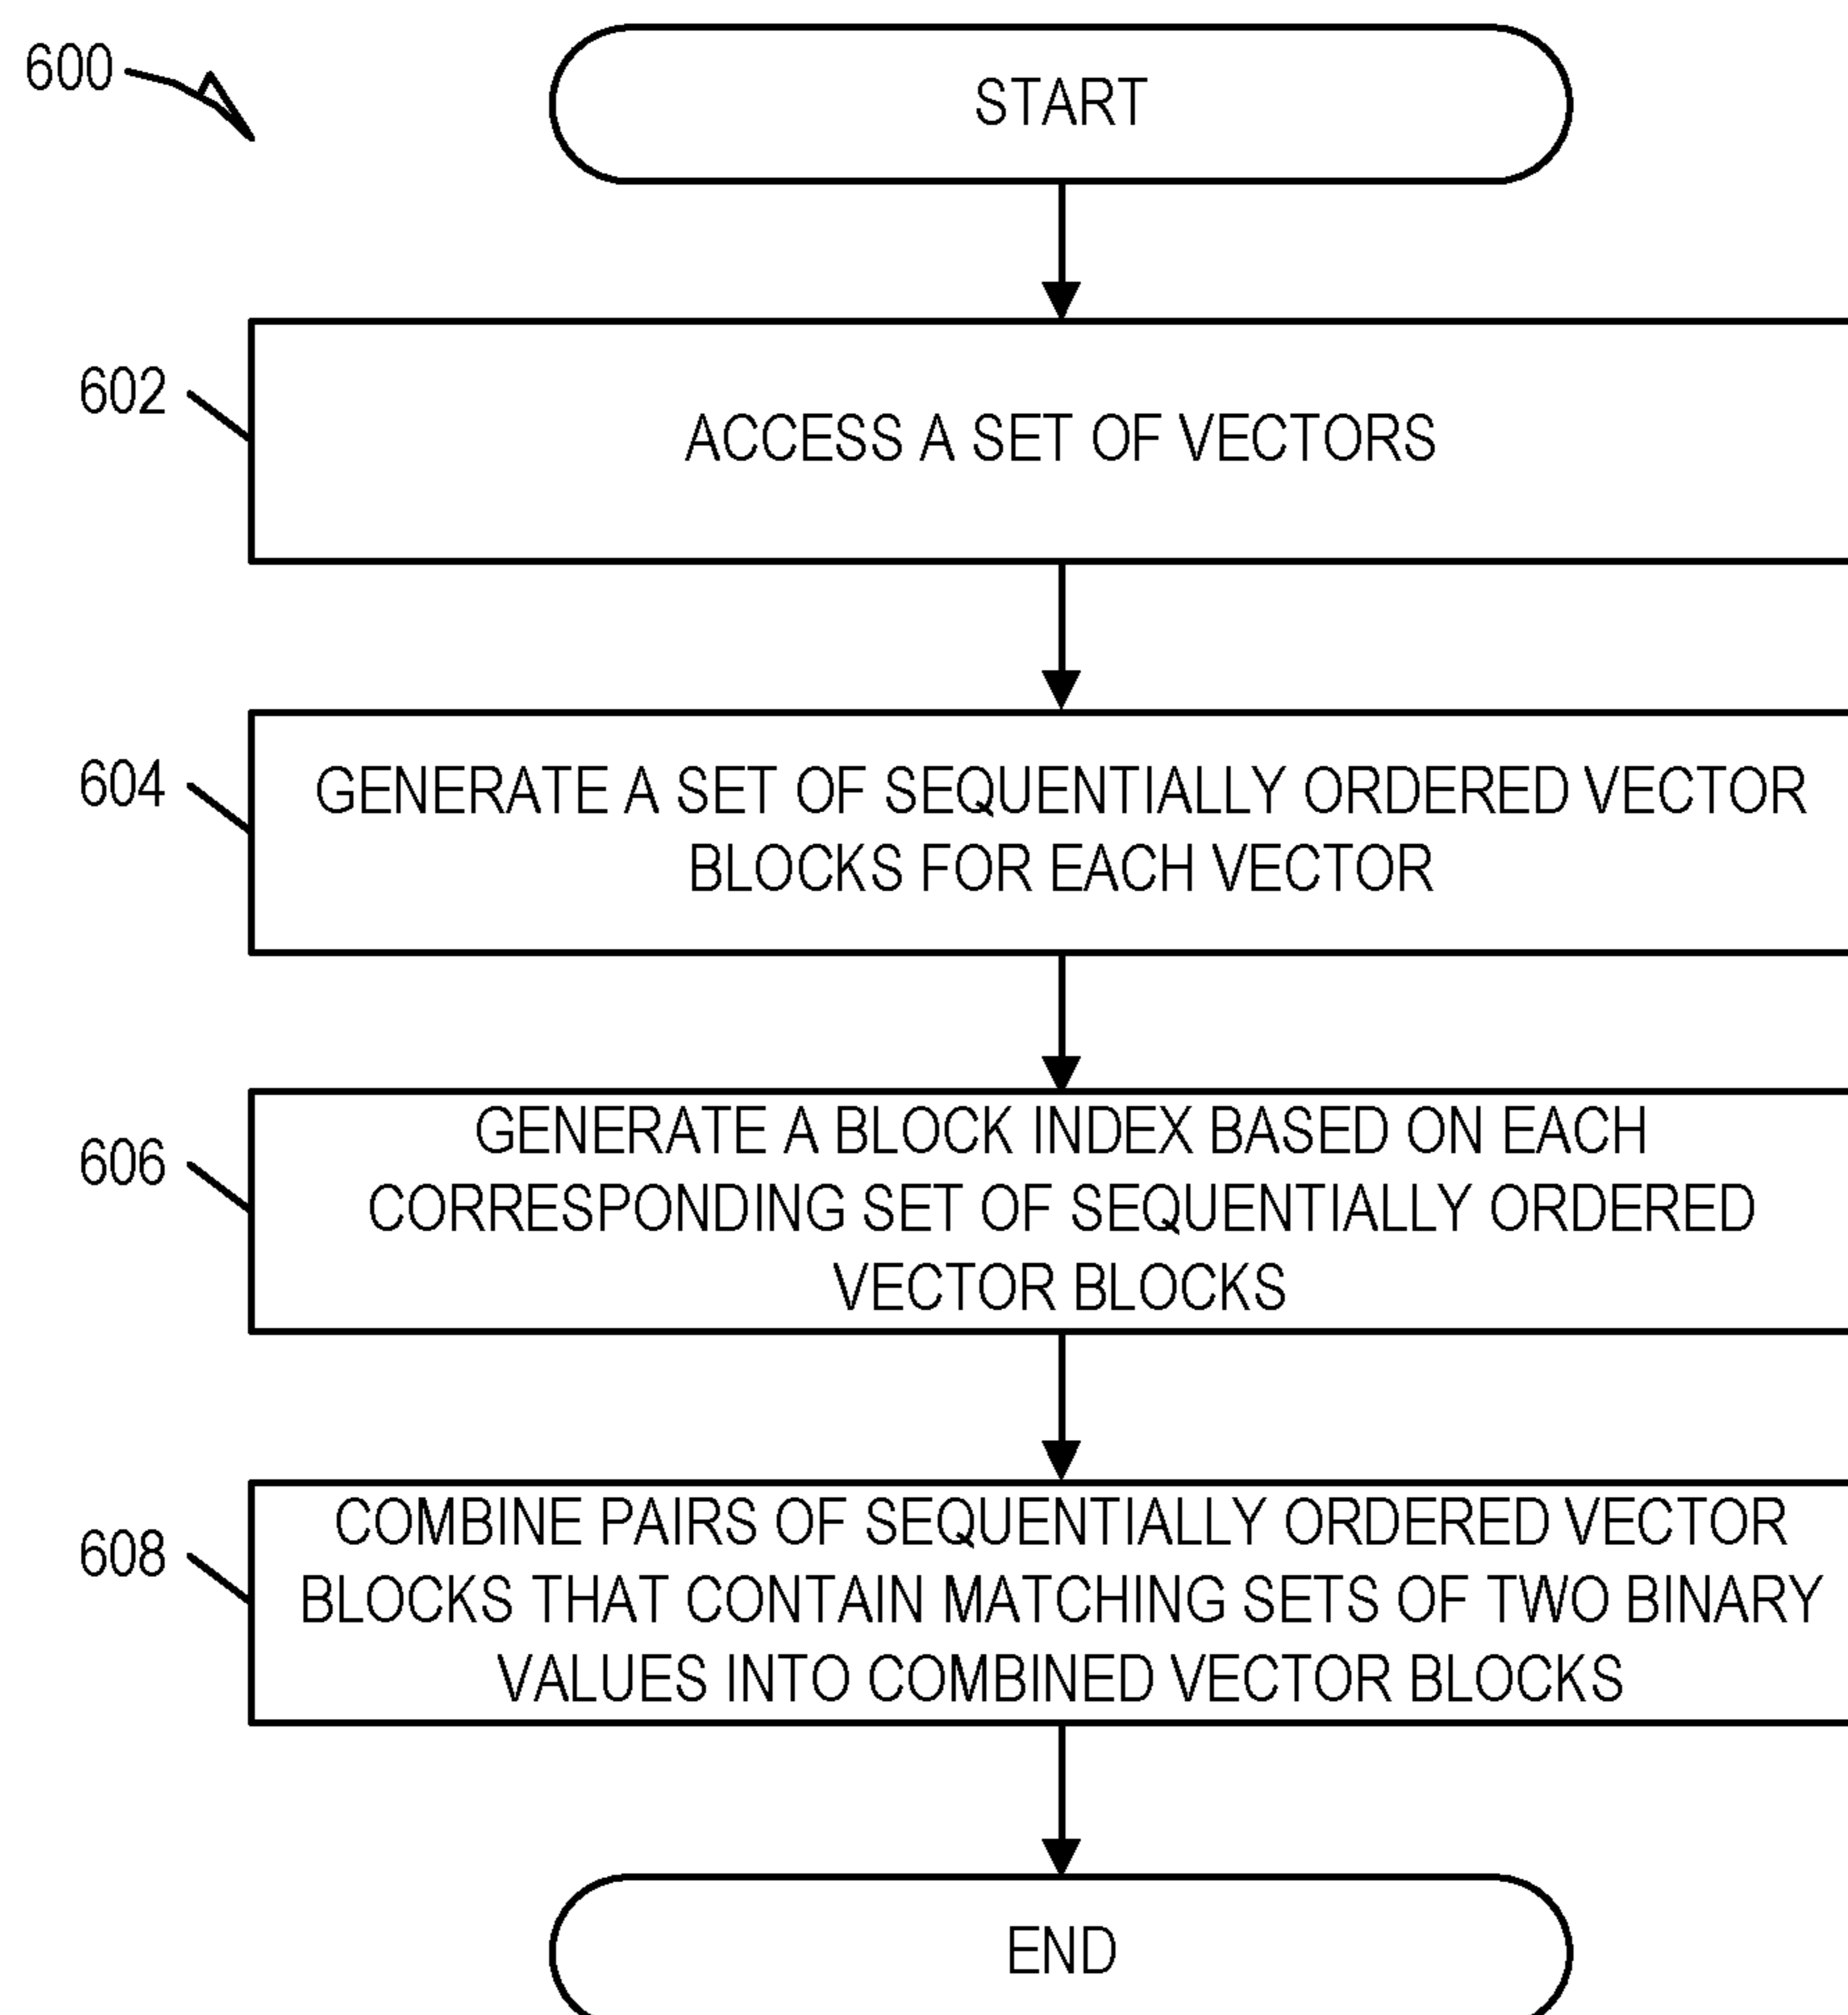 600
START
602
ACCESS A SET OF VECTORS
604
GENERATE A SET OF SEQUENTIALLY ORDERED VECTOR
BLOCKS FOR EACH VECTOR
606
GENERATE A BLOCK INDEX BASED ON EACH
CORRESPONDING SET OF SEQUENTIALLY ORDERED
VECTOR BLOCKS
608
COMBINE PAIRS OF SEQUENTIALLY ORDERED VECTOR
BLOCKS THAT CONTAIN MATCHING SETS OF TWO BINARY
VALUES INTO COMBINED VECTOR BLOCKS
END